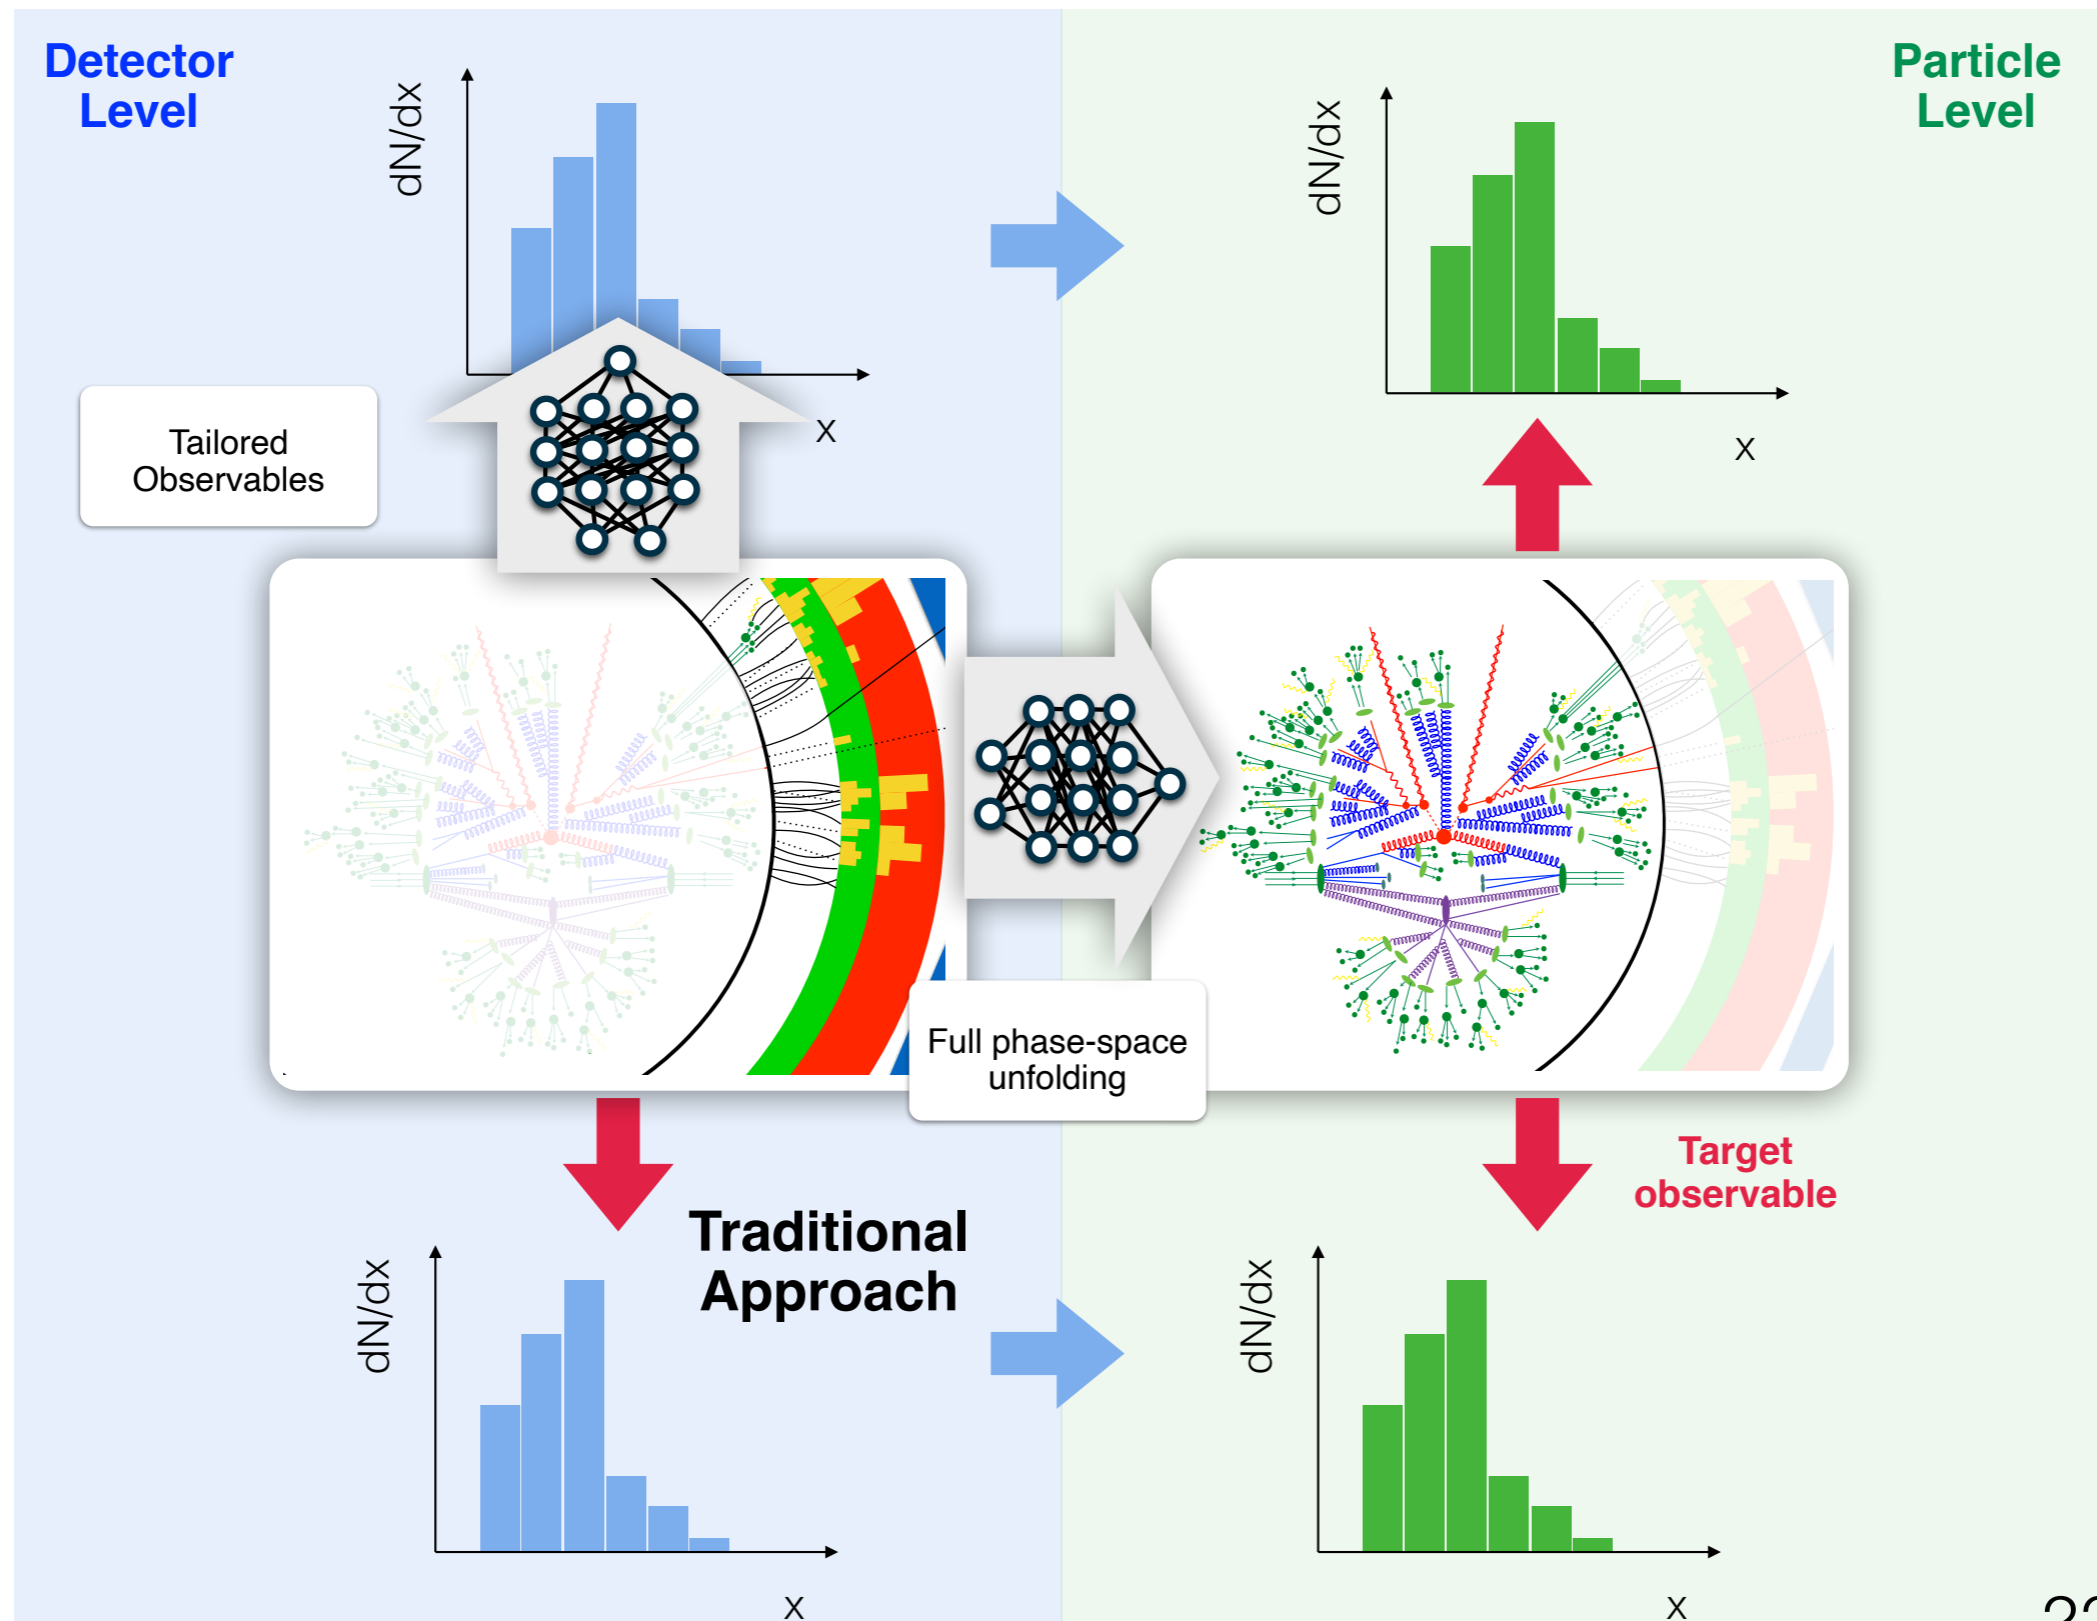 Detector
Level
Particle
Level
dN/dx
dN/dx
x
x
Tailored
Observables
Full phase-space
unfolding
Target
observable
Traditional
Approach
dN/dx
dN/dx
x
x